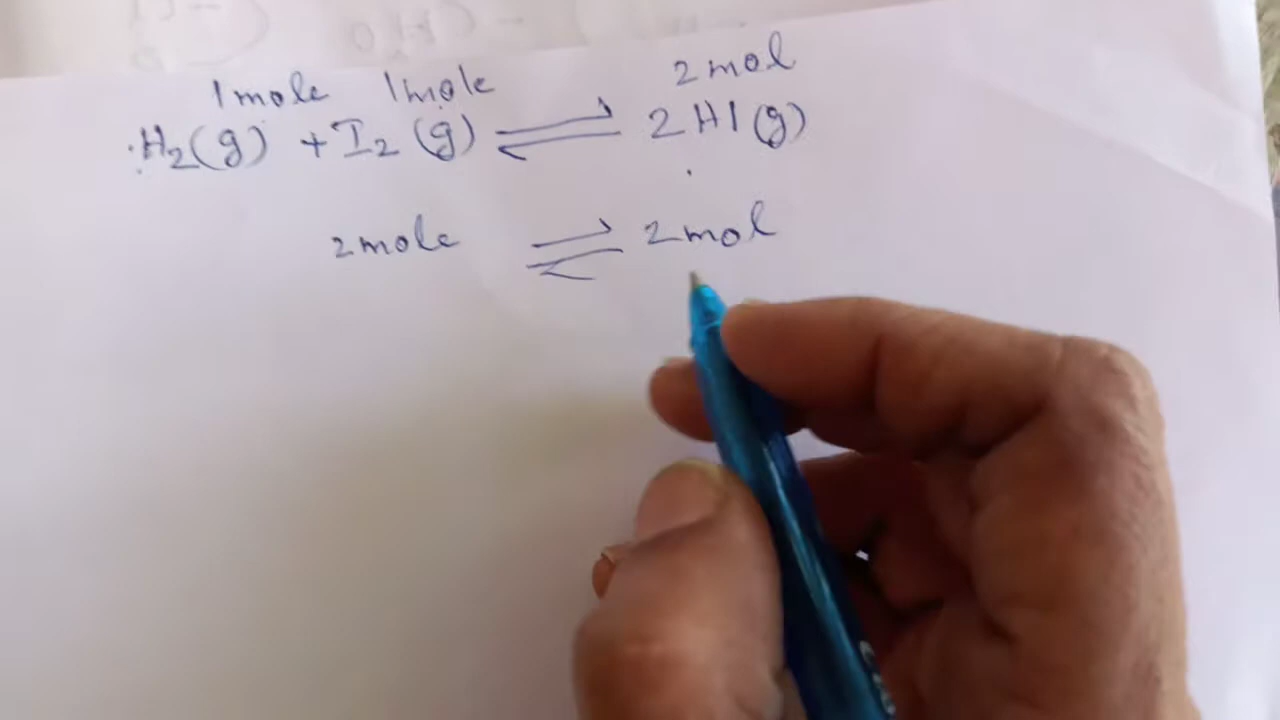 1mole 1mole 2mol
H₂(g) + I₂(g) ⇌ 2HI(g)
2mole ⇌ 2mol